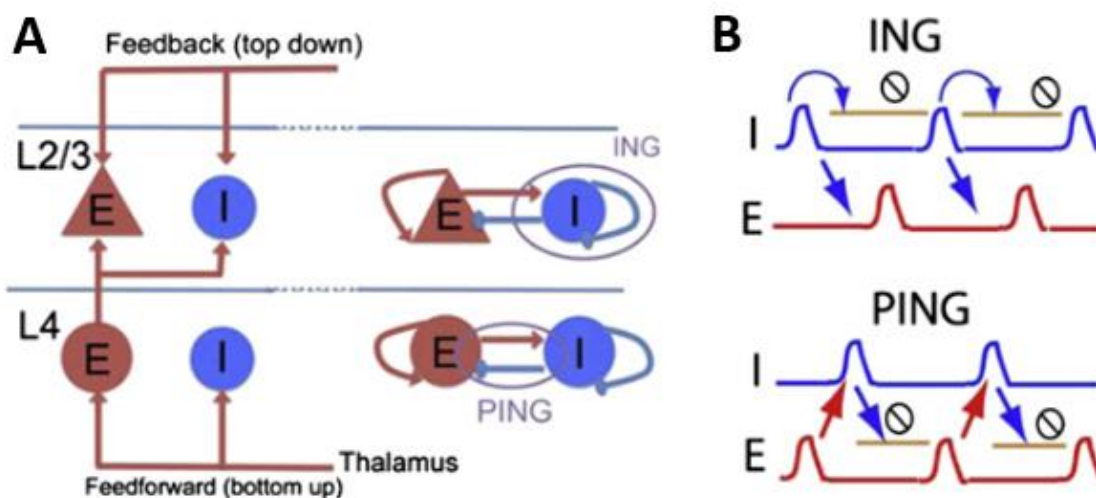 A
Feedback (top down)
L2/3
E
I
ING
E
I
L4
E
I
E
I
PING
Thalamus
Feedforward (bottom up)
B
ING
I
E
PING
I
E